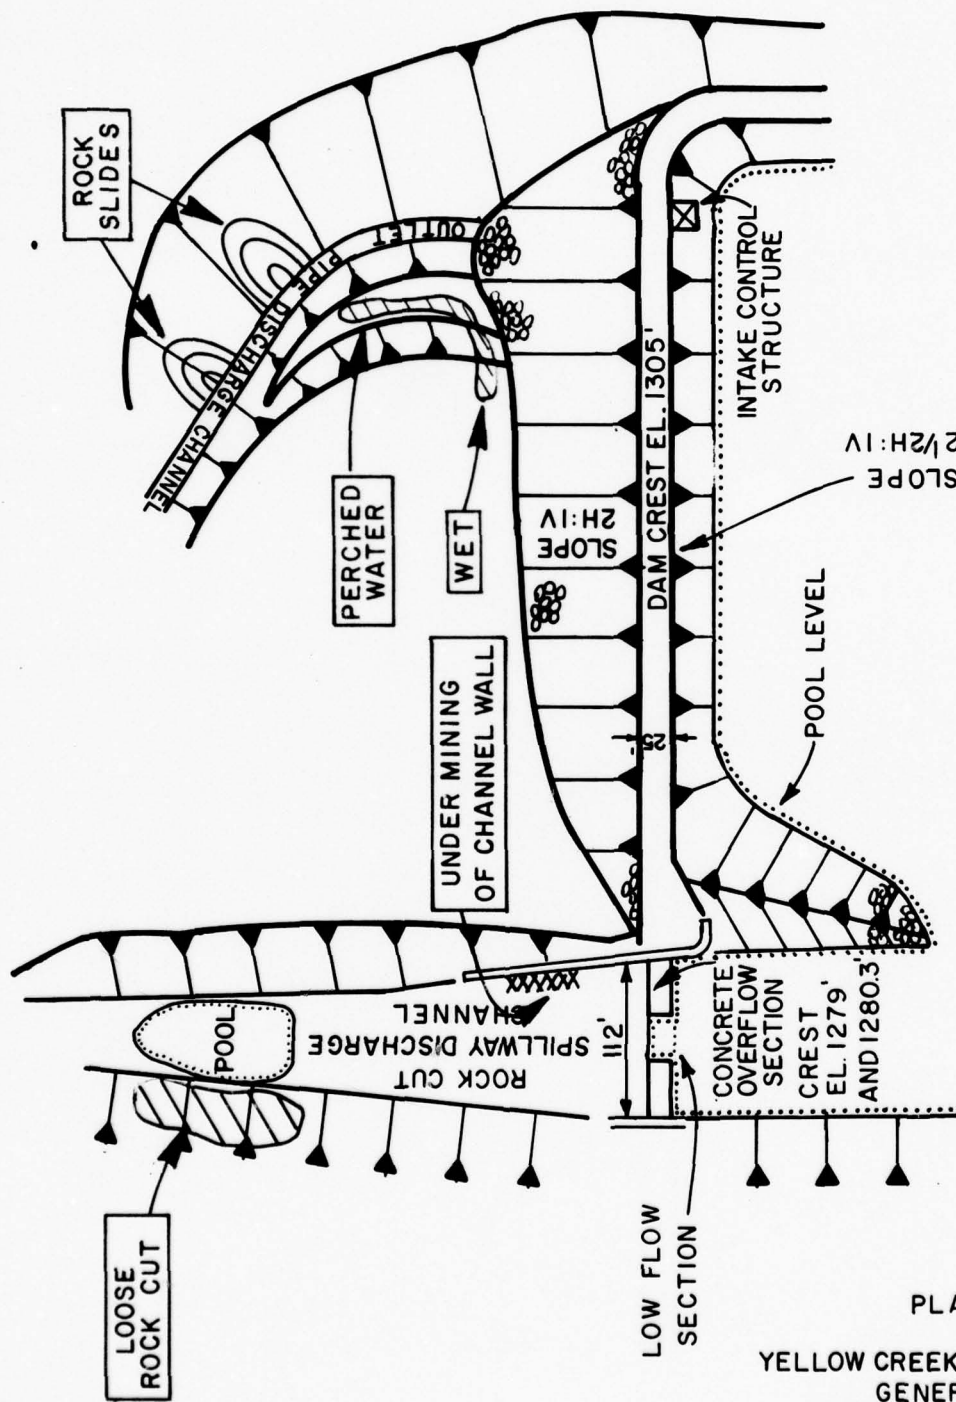 ROCK
SLIDES
OUTLET
PIPE DISCHARGE
CHANNEL
PERCHED
WATER
WET
UNDER MINING
OF CHANNEL WALL
SLOPE
2H:1V
DAM CREST EL. 1305'
INTAKE CONTROL
STRUCTURE
SLOPE
2 1/2H:1V
25'
POOL LEVEL
POOL
ROCK CUT
SPILLWAY DISCHARGE
CHANNEL
112'
CONCRETE
OVERFLOW
SECTION
CREST
EL. 1279'
AND 1280.3'
LOOSE
ROCK CUT
LOW FLOW
SECTION
PLA
YELLOW CREEK
GENER